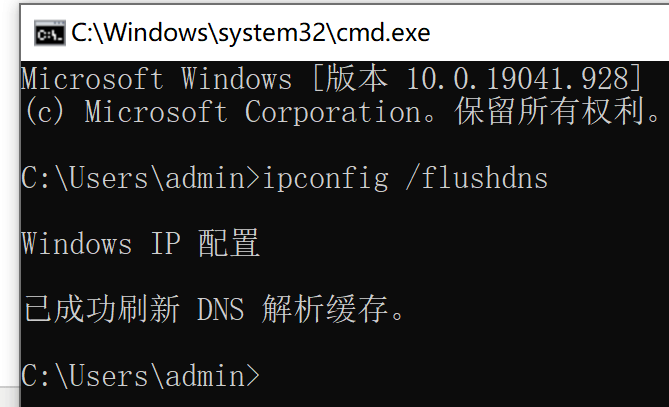 C:\Windows\system32\cmd.exe
Microsoft Windows [版本 10.0.19041.928]
(c) Microsoft Corporation。保留所有权利。
C:\Users\admin>ipconfig /flushdns
Windows IP 配置
已成功刷新 DNS 解析缓存。
C:\Users\admin>